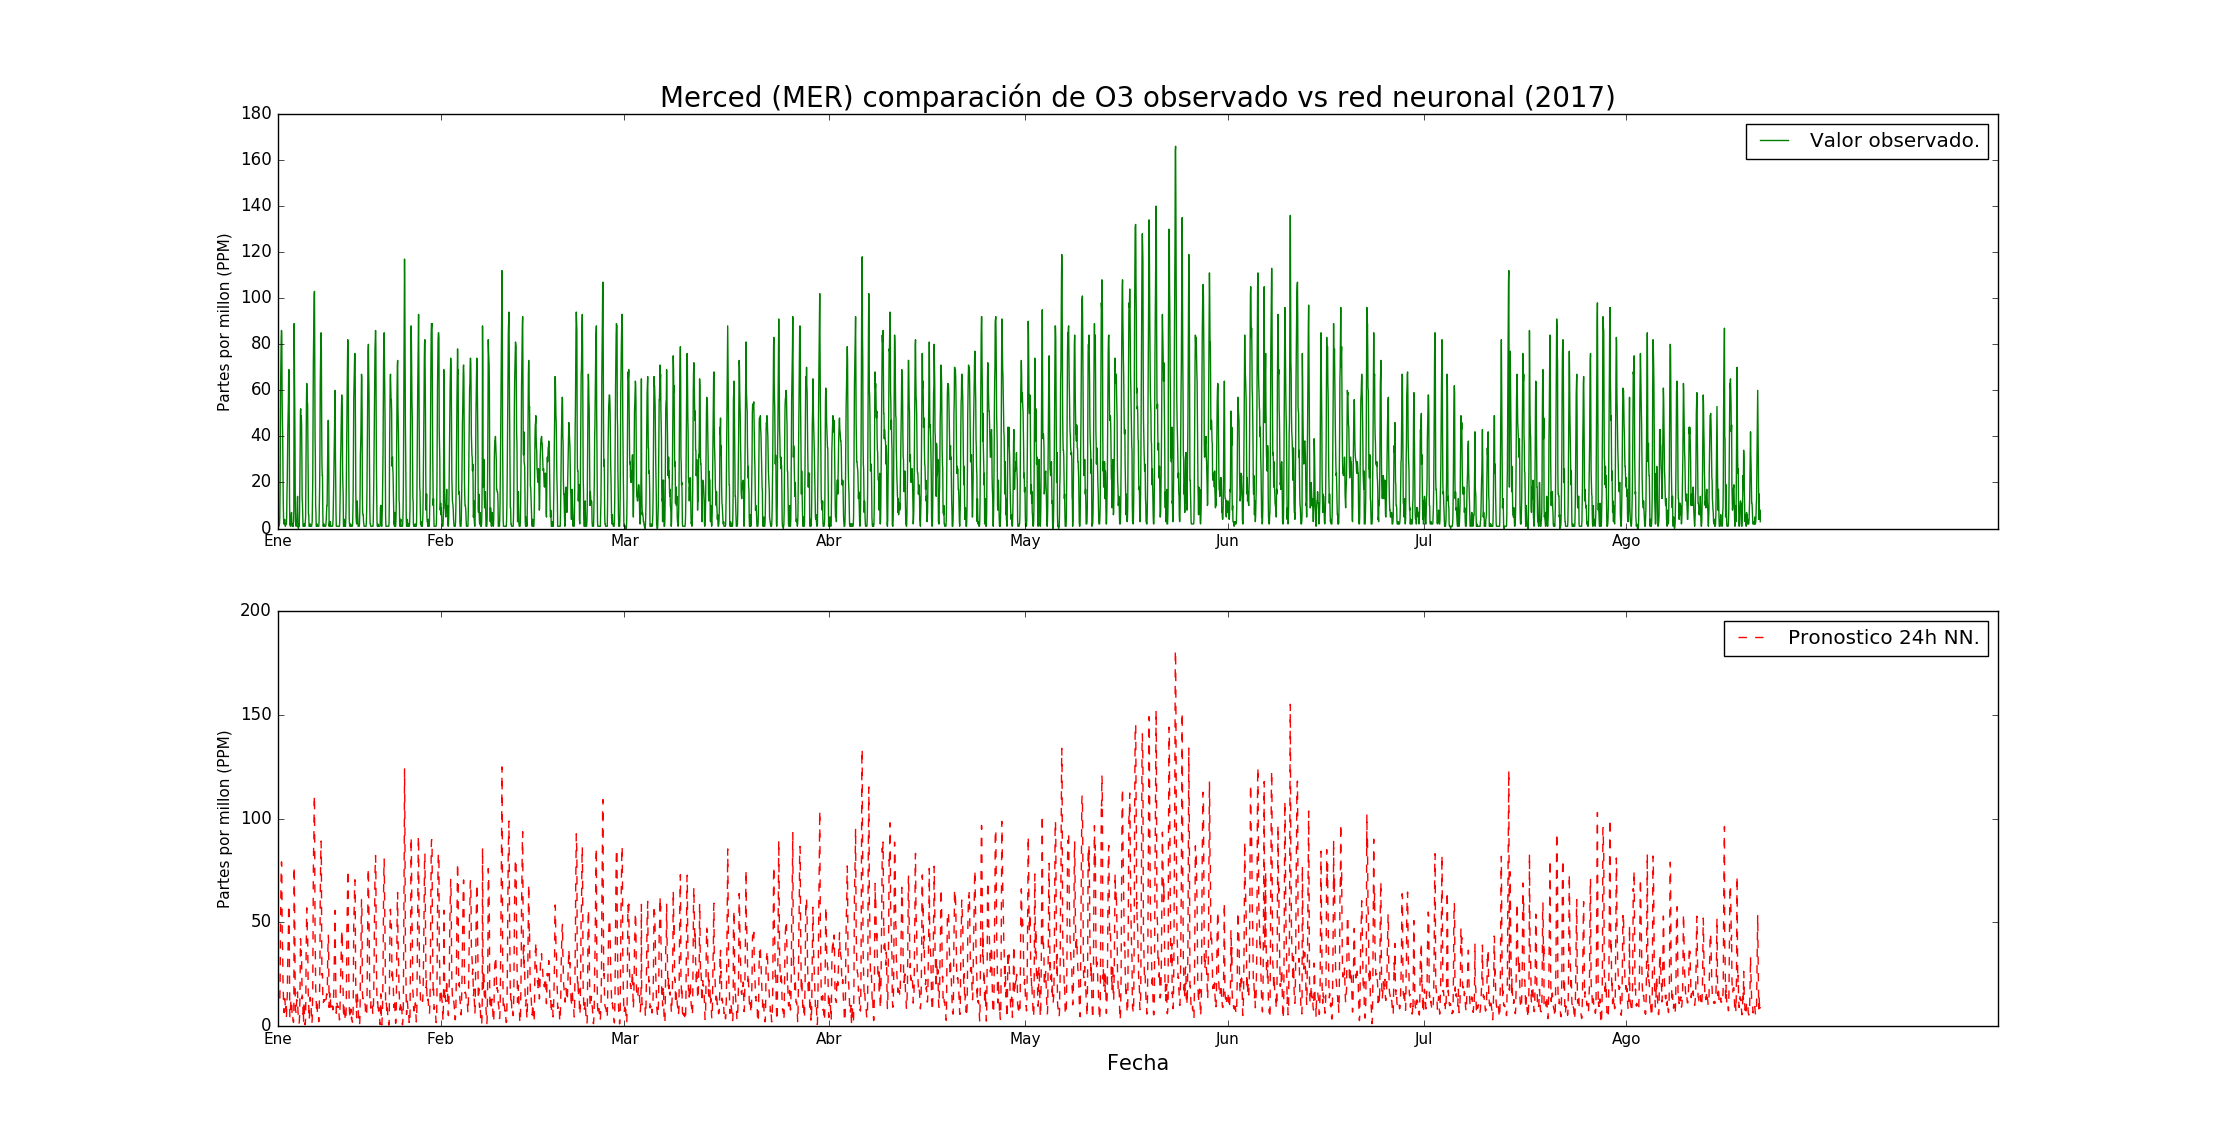 Merced (MER) comparación de O3 observado vs red neuronal (2017)
180
160
140
120
100
80
60
40
20
0
Partes por millon (PPM)
Valor observado.
Ene Feb Mar Abr May Jun Jul Ago
200
150
100
50
0
Partes por millon (PPM)
Pronostico 24h NN.
Ene Feb Mar Abr May Jun Jul Ago
Fecha